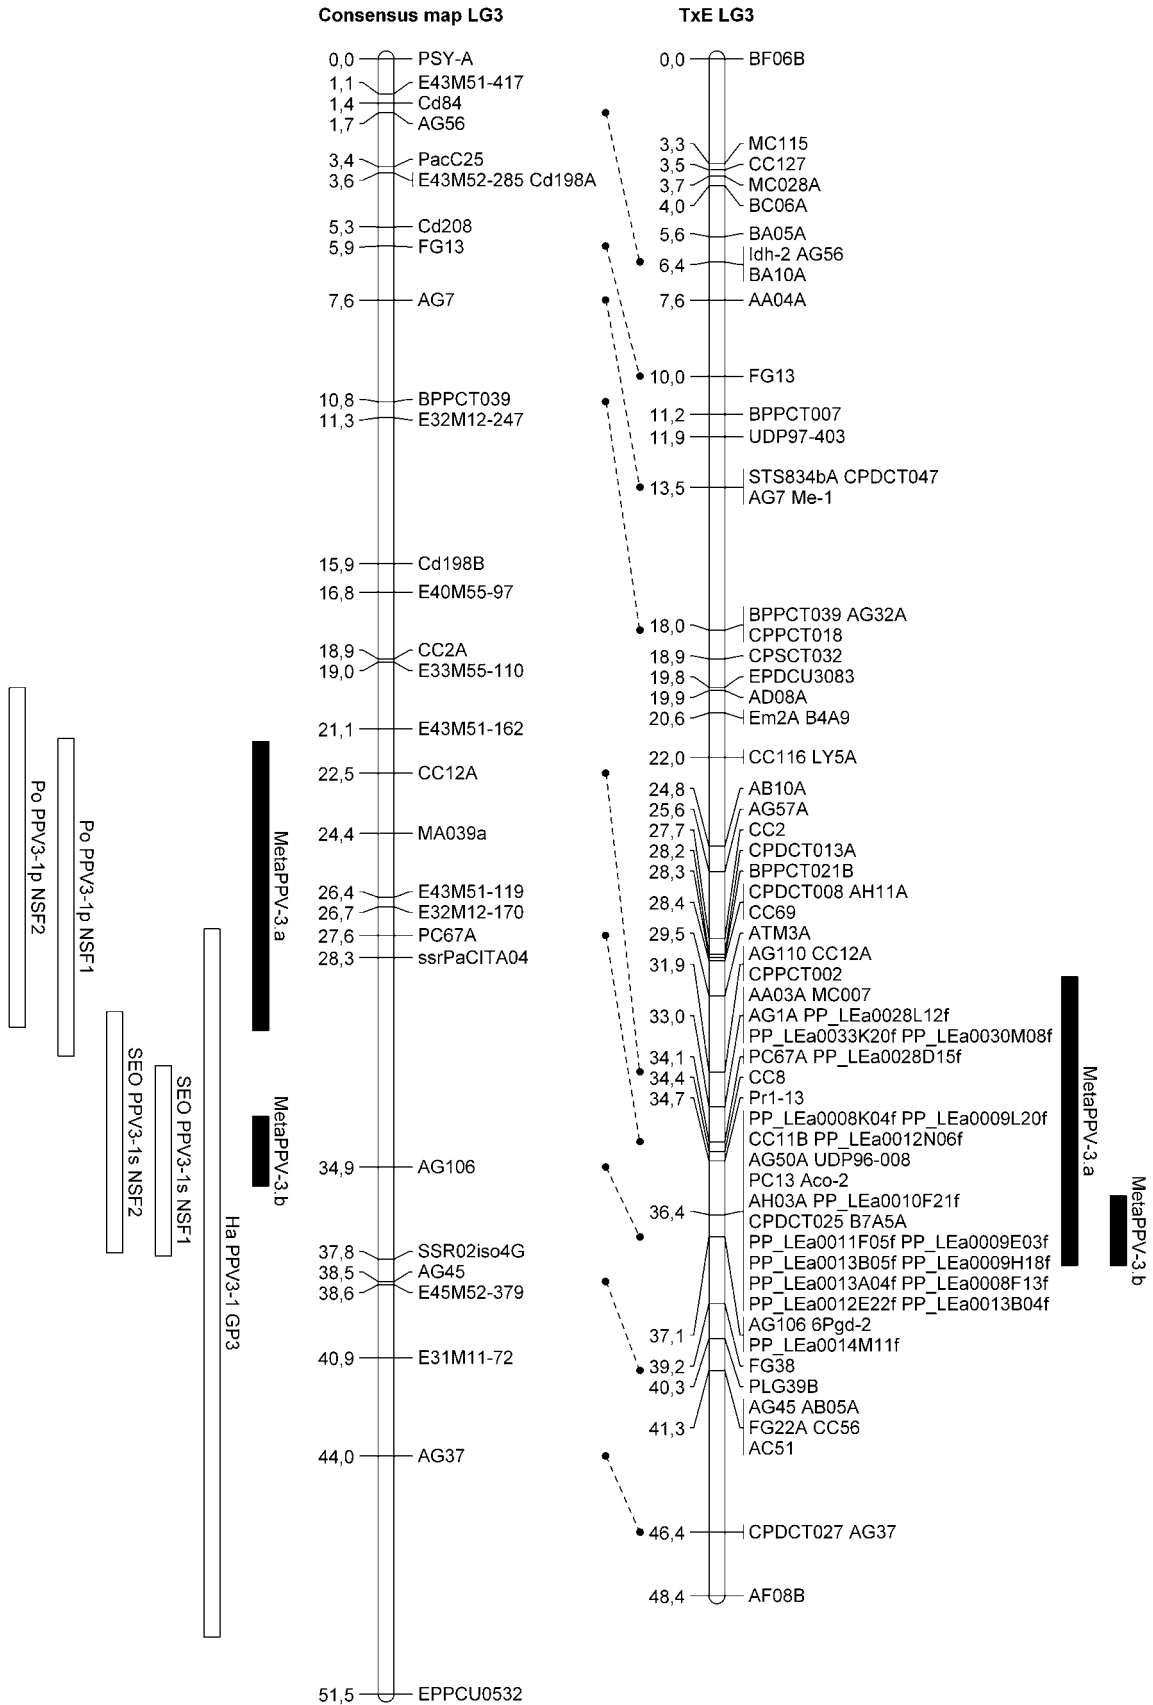 Consensus map LG3
0,0 PSY-A
1,1 E43M51-417
1,4 Cd84
1,7 AG56
3,4 PacC25
3,6 E43M52-285 Cd198A
5,3 Cd208
5,9 FG13
7,6 AG7
10,8 BPPCT039
11,3 E32M12-247
15,9 Cd198B
16,8 E40M55-97
18,9 CC2A
19,0 E33M55-110
21,1 E43M51-162
22,5 CC12A
24,4 MA039a
26,4 E43M51-119
26,7 E32M12-170
27,6 PC67A
28,3 ssrPaCITA04
34,9 AG106
37,8 SSR02iso4G
38,5 AG45
38,6 E45M52-379
40,9 E31M11-72
44,0 AG37
51,5 EPPCU0532
Po PPV3-1p NSF2
Po PPV3-1p NSF1
SEO PPV3-1s NSF2
SEO PPV3-1s NSF1
Ha PPV3-1 GP3
MetaPPV-3.a
MetaPPV-3.b
TxE LG3
0,0 BF06B
3,3 MC115
3,5 CC127
3,7 MC028A
4,0 BC06A
5,6 BA05A
6,4 Idh-2 AG56
BA10A
7,6 AA04A
10,0 FG13
11,2 BPPCT007
11,9 UDP97-403
13,5 STS834bA CPDCT047
AG7 Me-1
18,0 BPPCT039 AG32A
CPPCT018
18,9 CPSCT032
19,8 EPDCU3083
19,9 AD08A
20,6 Em2A B4A9
22,0 CC116 LY5A
24,8 AB10A
25,6 AG57A
27,7 CC2
28,2 CPDCT013A
28,3 BPPCT021B
28,4 CPDCT008 AH11A
CC69
29,5 ATM3A
31,9 AG110 CC12A
CPPCT002
33,0 AA03A MC007
AG1A PP_LEa0028L12f
PP_LEa0033K20f PP_LEa0030M08f
34,1 PC67A PP_LEa0028D15f
34,4 CC8
34,7 Pr1-13
36,4 PP_LEa0008K04f PP_LEa0009L20f
CC11B PP_LEa0012N06f
AG50A UDP96-008
PC13 Aco-2
AH03A PP_LEa0010F21f
CPDCT025 B7A5A
PP_LEa0011F05f PP_LEa0009E03f
PP_LEa0013B05f PP_LEa0009H18f
PP_LEa0013A04f PP_LEa0008F13f
PP_LEa0012E22f PP_LEa0013B04f
37,1 AG106 6Pgd-2
PP_LEa0014M11f
39,2 FG38
40,3 PLG39B
41,3 AG45 AB05A
FG22A CC56
AC51
46,4 CPDCT027 AG37
48,4 AF08B
MetaPPV-3.a
MetaPPV-3.b